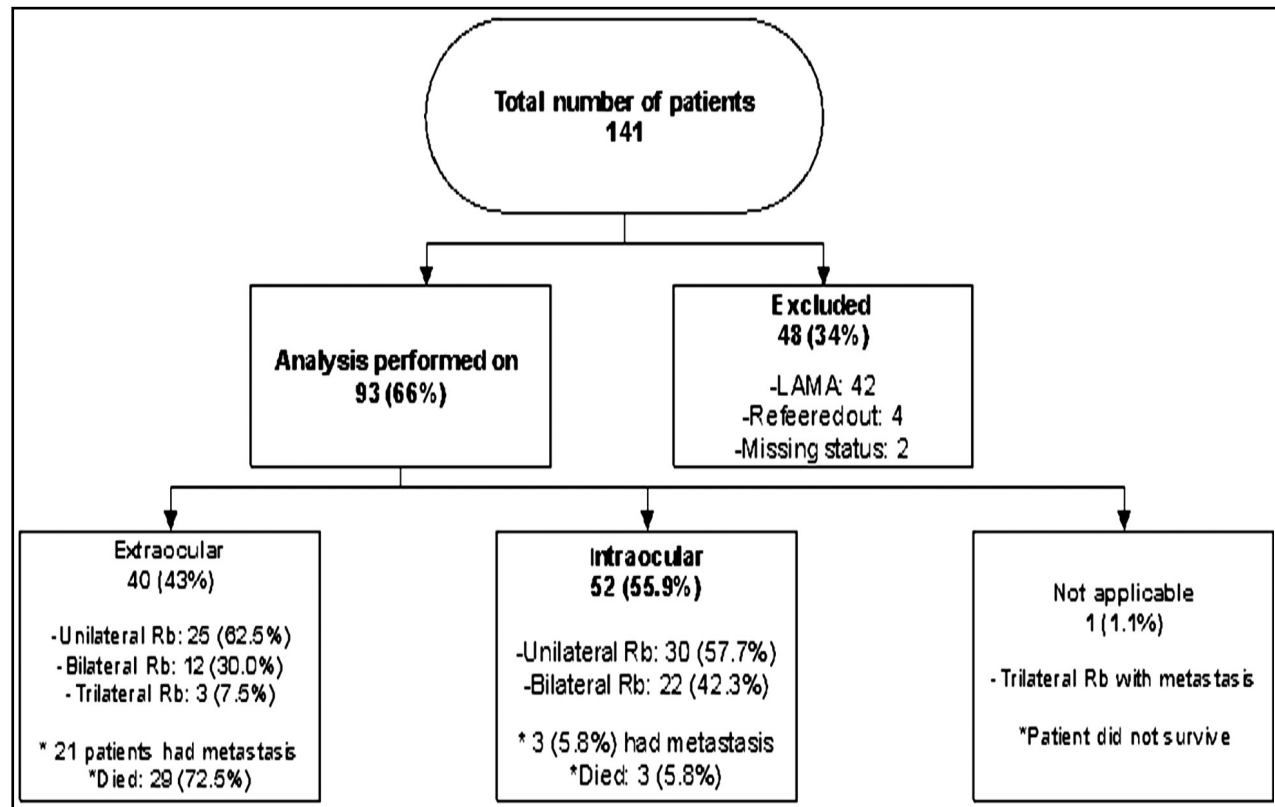 Total number of patients
141
Analysis performed on
93 (66%)
Excluded
48 (34%)
-LAMA: 42
-Refeeredout: 4
-Missing status: 2
Extraocular
40 (43%)
-Unilateral Rb: 25 (62.5%)
-Bilateral Rb: 12 (30.0%)
-Trilateral Rb: 3 (7.5%)
* 21 patients had metastasis
*Died: 29 (72.5%)
Intraocular
52 (55.9%)
-Unilateral Rb: 30 (57.7%)
-Bilateral Rb: 22 (42.3%)
* 3 (5.8%) had metastasis
*Died: 3 (5.8%)
Not applicable
1 (1.1%)
- Trilateral Rb with metastasis
*Patient did not survive